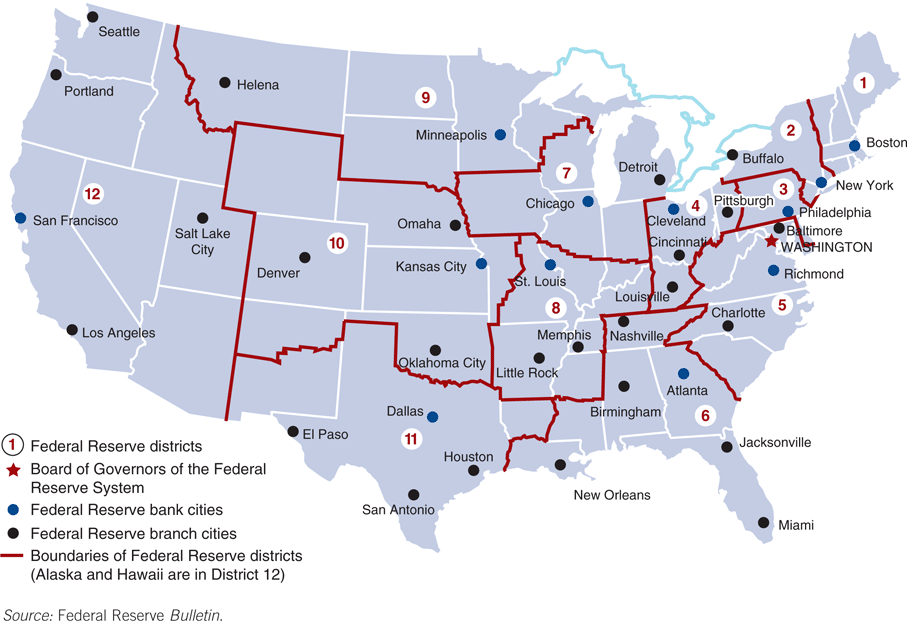 Seattle
Portland
Helena
9
Minneapolis
1
2
Boston
Buffalo
Detroit
7
3
New York
12
Chicago
4
Pittsburgh
Cleveland
Philadelphia
San Francisco
Salt Lake
City
Omaha
Baltimore
WASHINGTON
10
Cincinnati
Denver
Kansas City
St. Louis
Richmond
Louisville
8
5
Charlotte
Los Angeles
Memphis
Nashville
Oklahoma City
Little Rock
Atlanta
Dallas
Birmingham
6
El Paso
11
Jacksonville
Houston
New Orleans
San Antonio
Miami
1 Federal Reserve districts
Board of Governors of the Federal
Reserve System
Federal Reserve bank cities
Federal Reserve branch cities
Boundaries of Federal Reserve districts
(Alaska and Hawaii are in District 12)
Source: Federal Reserve Bulletin.